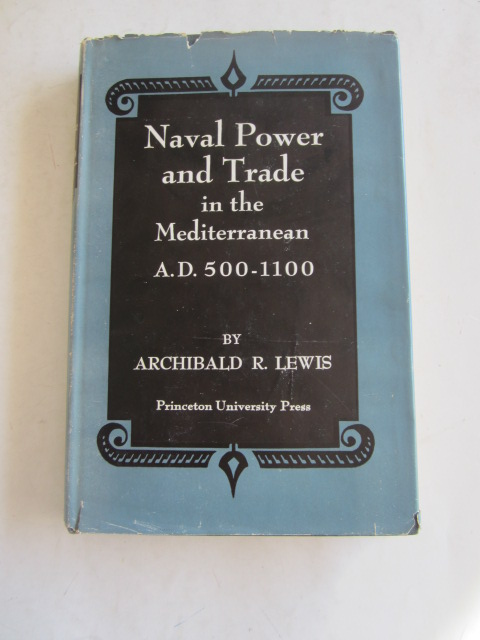 Naval Power
and Trade
in the
Mediterranean
A.D. 500-1100
BY
ARCHIBALD R. LEWIS
Princeton University Press